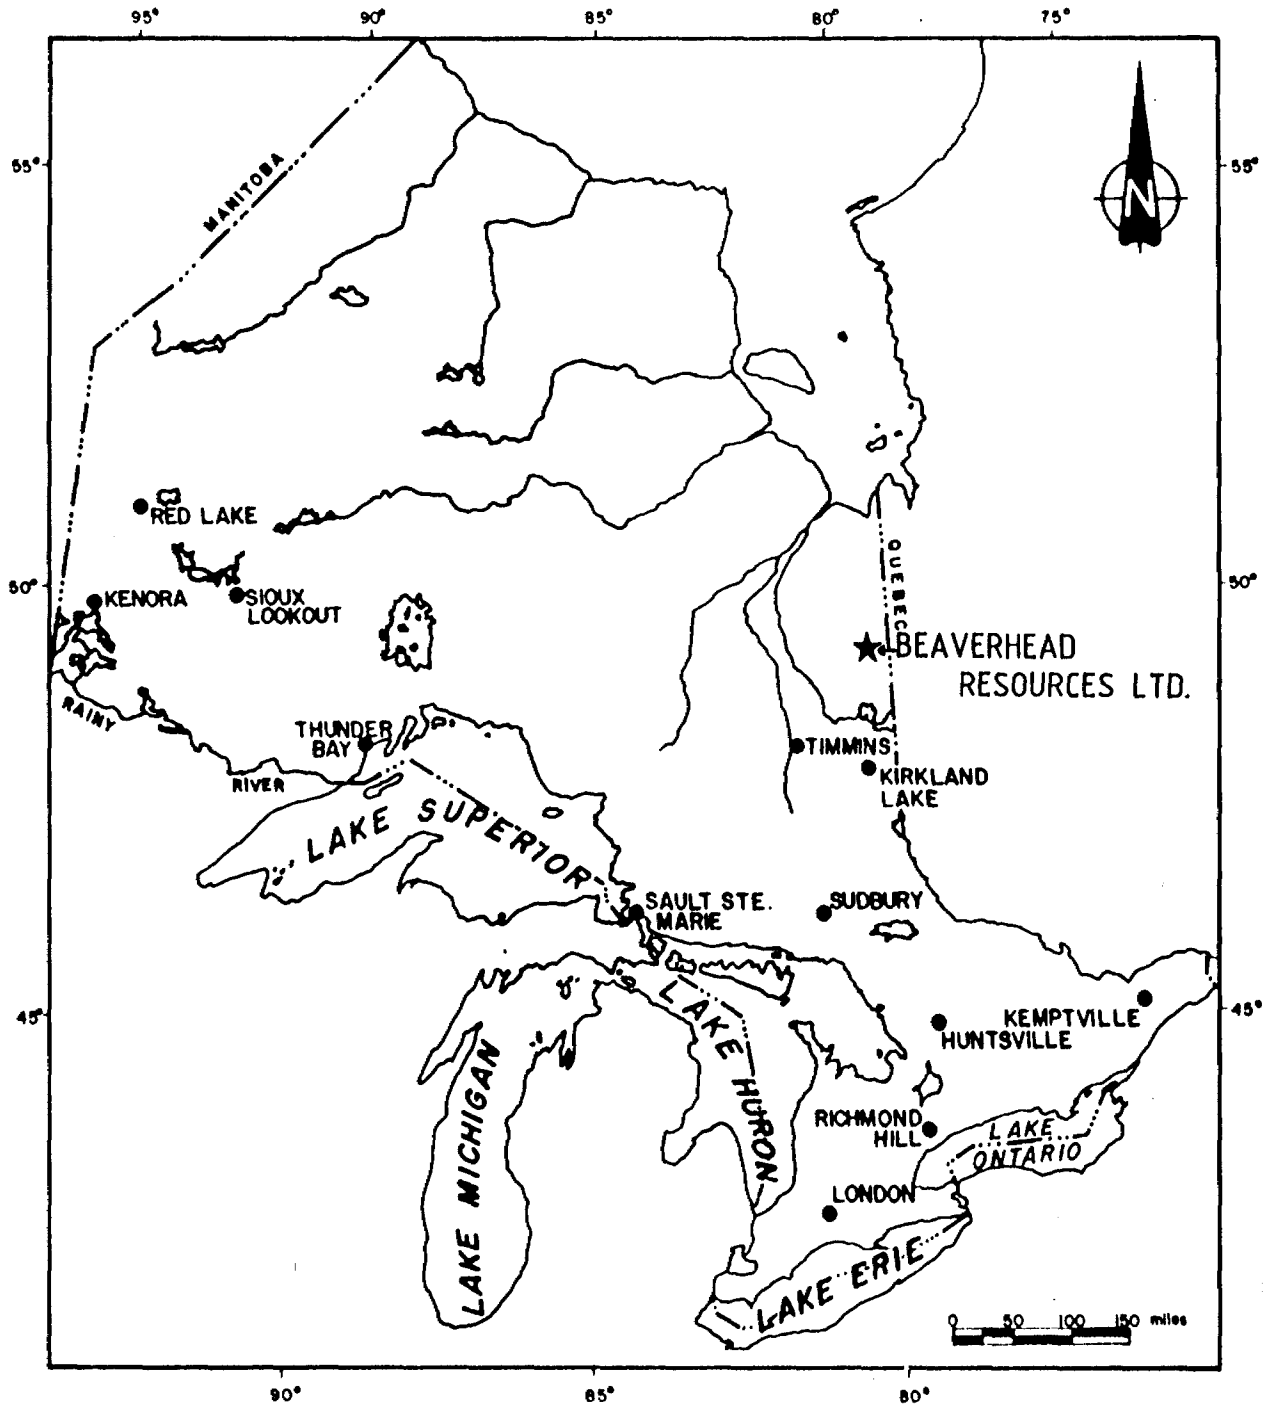 95° 90° 85° 80° 75°
55° 55°
N
MANITOBA
RED LAKE
QUEBEC
50° 50°
KENORA
SIOUX
LOOKOUT
BEAVERHEAD
RESOURCES LTD.
RAINY
RIVER
THUNDER
BAY
TIMMINS
KIRKLAND
LAKE
LAKE SUPERIOR
SAULT STE.
MARIE
SUDBURY
45° 45°
KEMPTVILLE
HUNTSVILLE
LAKE HURON
LAKE MICHIGAN
RICHMOND
HILL
LAKE
ONTARIO
LONDON
LAKE ERIE
0 50 100 150 miles
90° 85° 80°